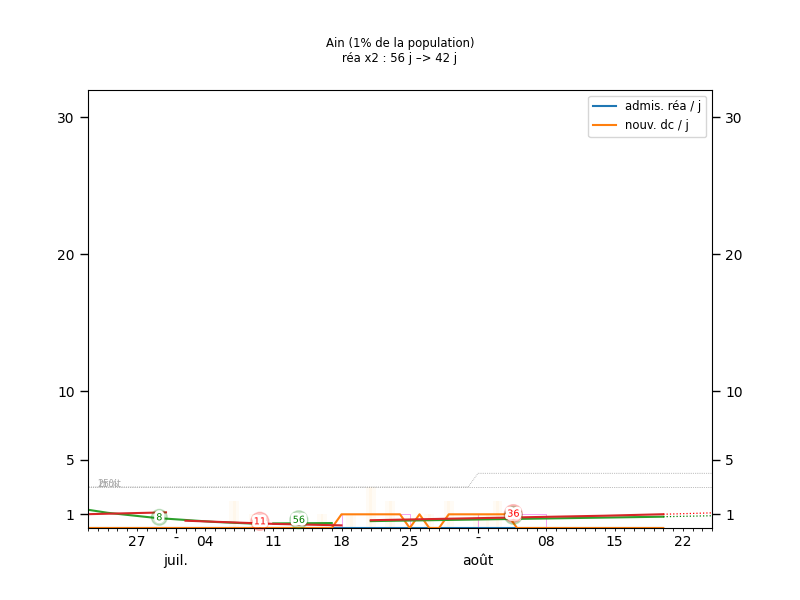 Ain (1% de la population)
réa x2 : 56 j –> 42 j
admis. réa / j
nouv. dc / j
30 30
20 20
10 10
5 5
1 1
8 11 56 36
27 - 04 11 18 25 - 08 15 22
juil. août